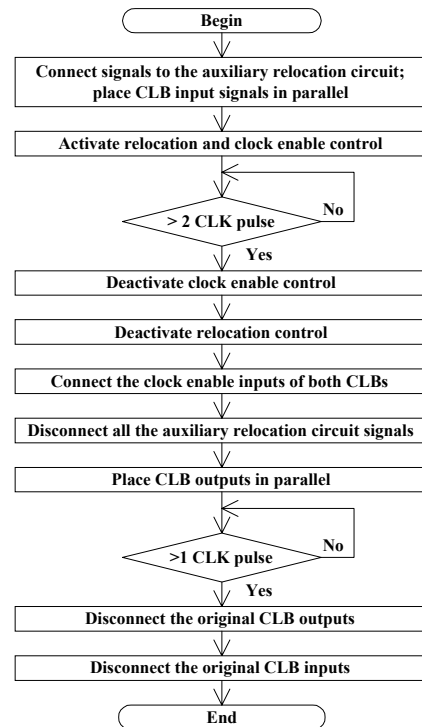 Begin
Connect signals to the auxiliary relocation circuit;
place CLB input signals in parallel
Activate relocation and clock enable control
> 2 CLK pulse
No
Yes
Deactivate clock enable control
Deactivate relocation control
Connect the clock enable inputs of both CLBs
Disconnect all the auxiliary relocation circuit signals
Place CLB outputs in parallel
>1 CLK pulse
No
Yes
Disconnect the original CLB outputs
Disconnect the original CLB inputs
End